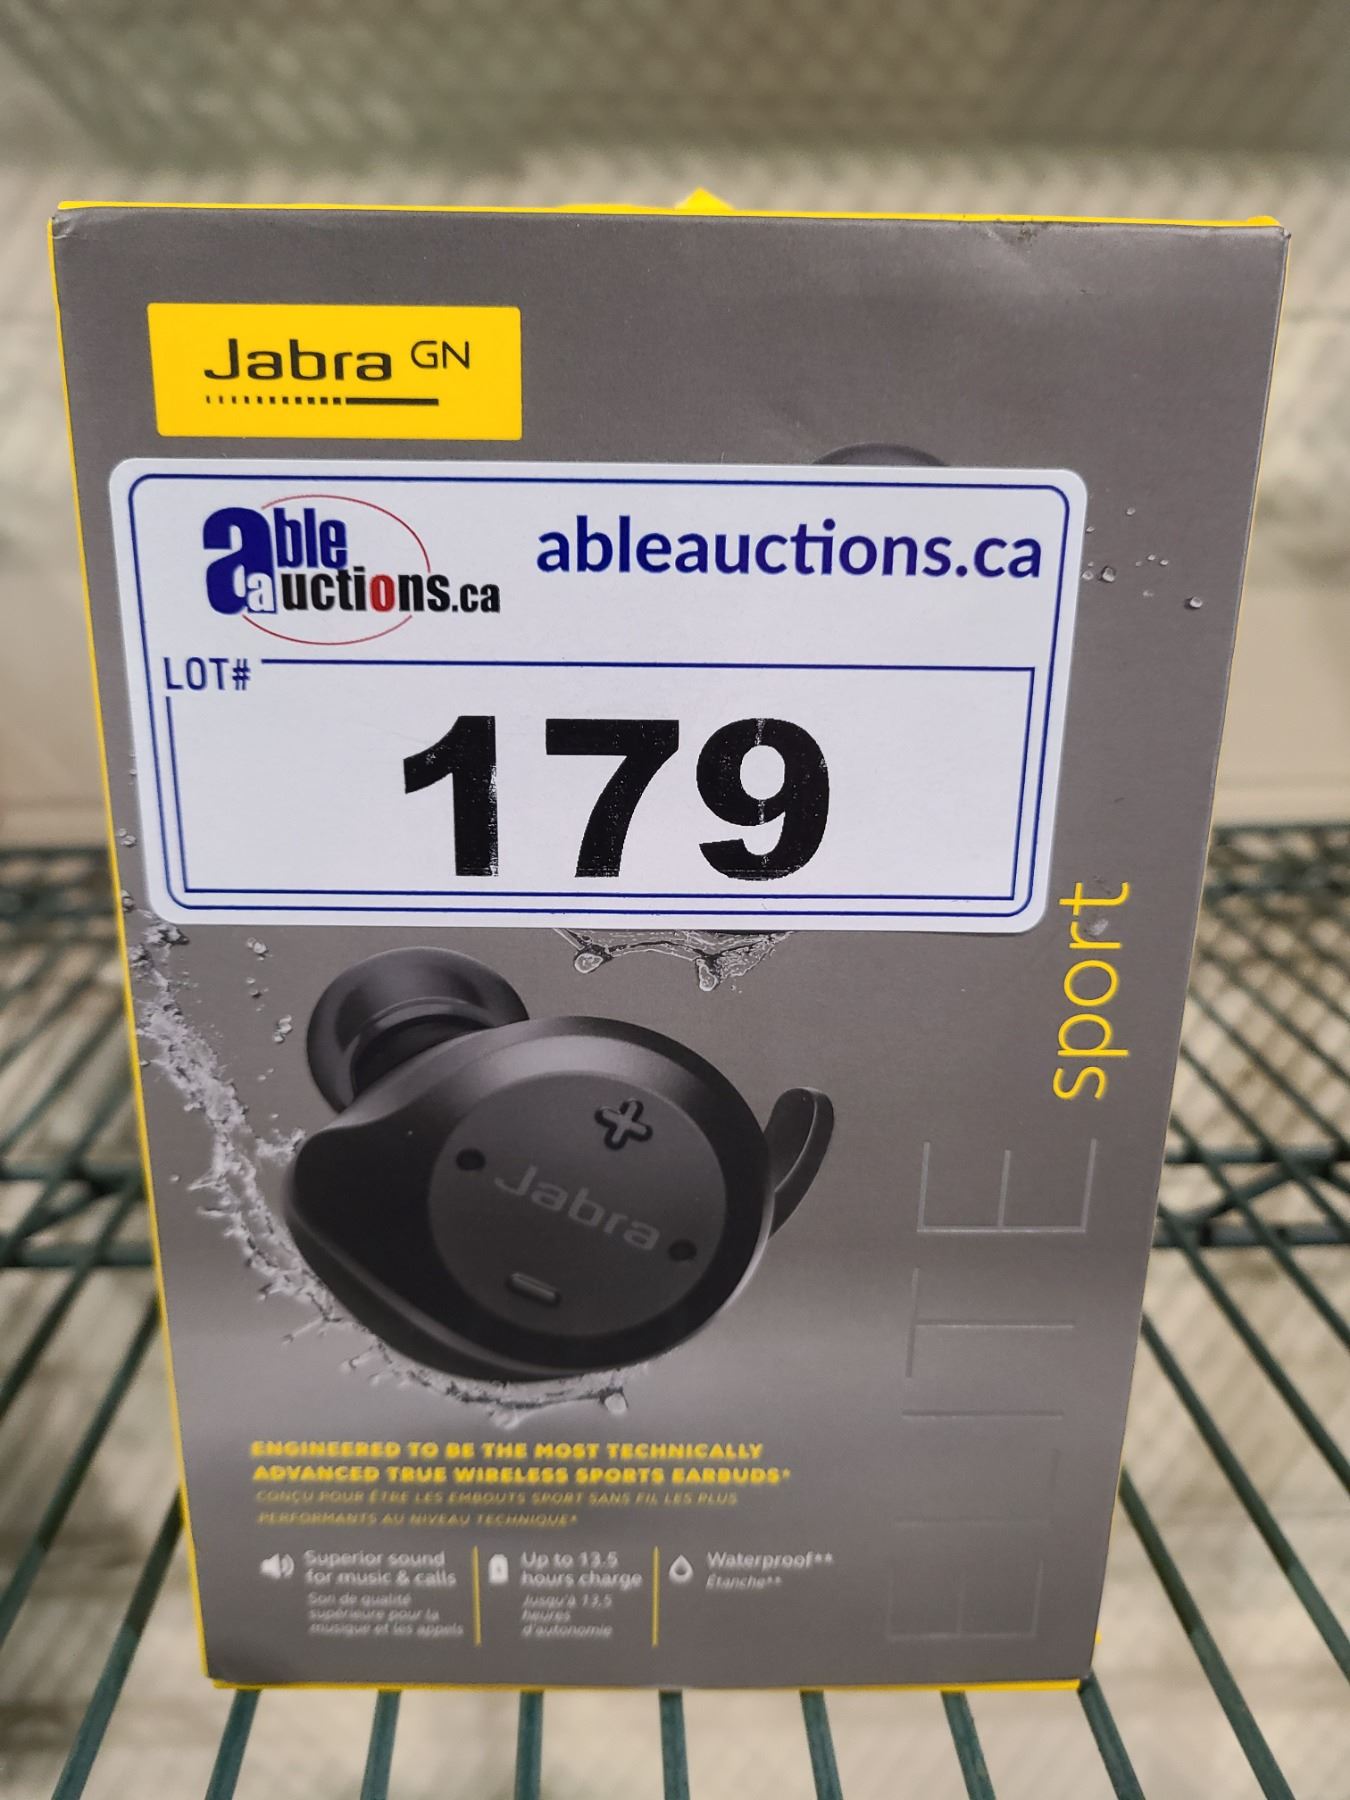 Jabra GN
able auctions.ca
ableauctions.ca
LOT#
179
sport
ELITE
Jabra
ENGINEERED TO BE THE MOST TECHNICALLY
ADVANCED TRUE WIRELESS SPORTS EARBUDS*
CONÇU POUR ÊTRE LES EMBOUTS SPORT SANS FIL LES PLUS
PERFORMANTS AU NIVEAU TECHNIQUE*
Superior sound
for music & calls
Son de qualité
supérieure pour la
musique et les appels
Up to 13.5
hours charge
Jusqu'à 13,5
heures
d'autonomie
Waterproof**
Étanche**